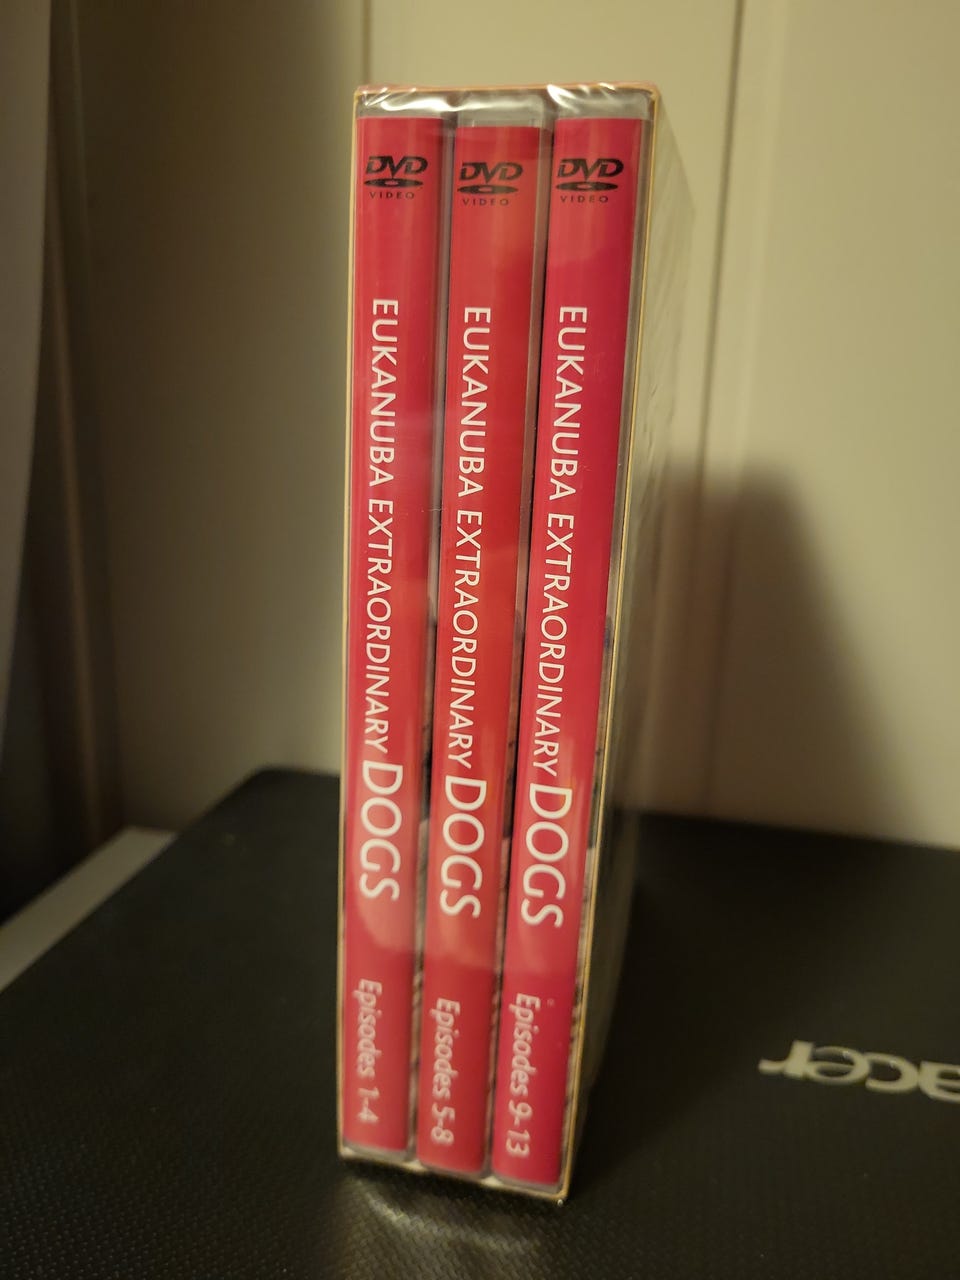 DVD
VIDEO
EUKANUBA EXTRAORDINARY DOGS
Episodes 1-4
DVD
VIDEO
EUKANUBA EXTRAORDINARY DOGS
Episodes 5-8
DVD
VIDEO
EUKANUBA EXTRAORDINARY DOGS
Episodes 9-13
acer